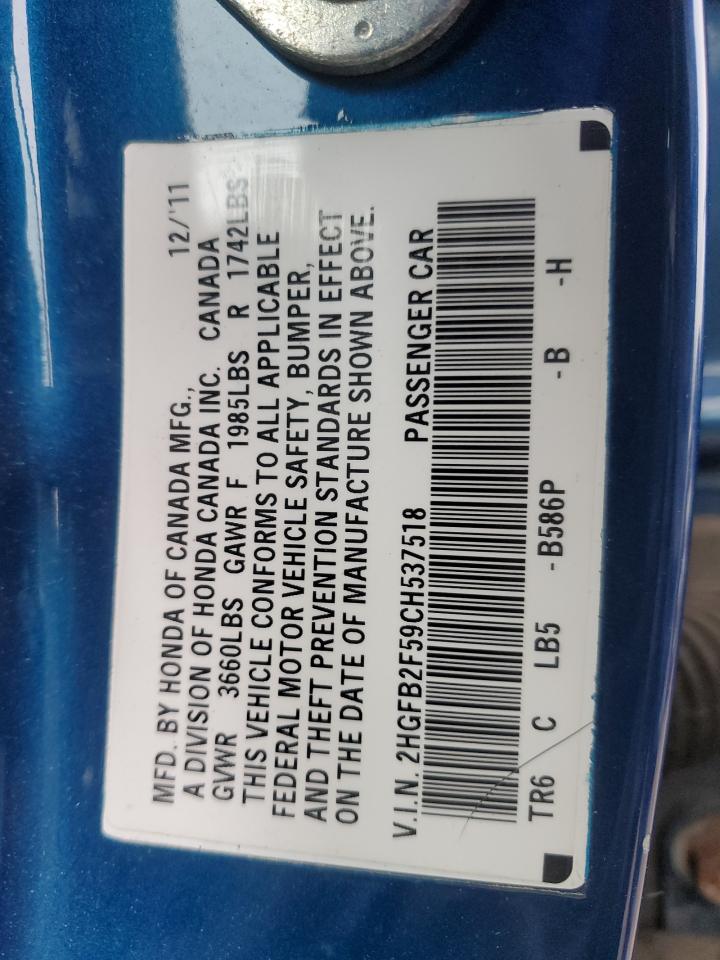 MFD. BY HONDA OF CANADA MFG., 12/'11
A DIVISION OF HONDA CANADA INC. CANADA
GVWR 3660LBS GAWR F 1985LBS R 1742LBS
THIS VEHICLE CONFORMS TO ALL APPLICABLE
FEDERAL MOTOR VEHICLE SAFETY, BUMPER,
AND THEFT PREVENTION STANDARDS IN EFFECT
ON THE DATE OF MANUFACTURE SHOWN ABOVE.
V.I.N. 2HGFB2F59CH537518 PASSENGER CAR
TR6 C LB5 -B586P -B -H